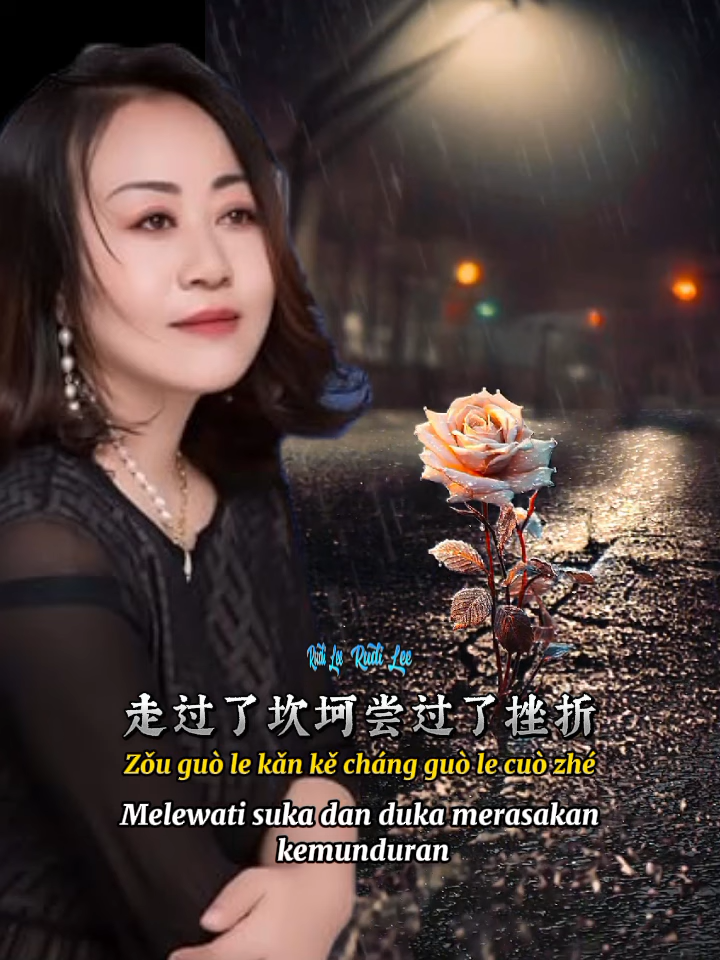 Rudi Lee Rudi Lee
走过了坎坷尝过了挫折
Zǒu guò le kǎn kě cháng guò le cuò zhé
Melewati suka dan duka merasakan
kemunduran